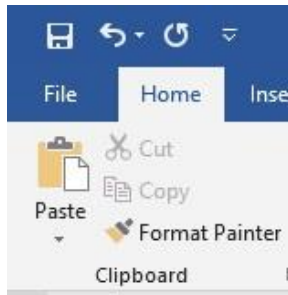 File Home Inse
Cut
Copy
Paste
Format Painter
Clipboard